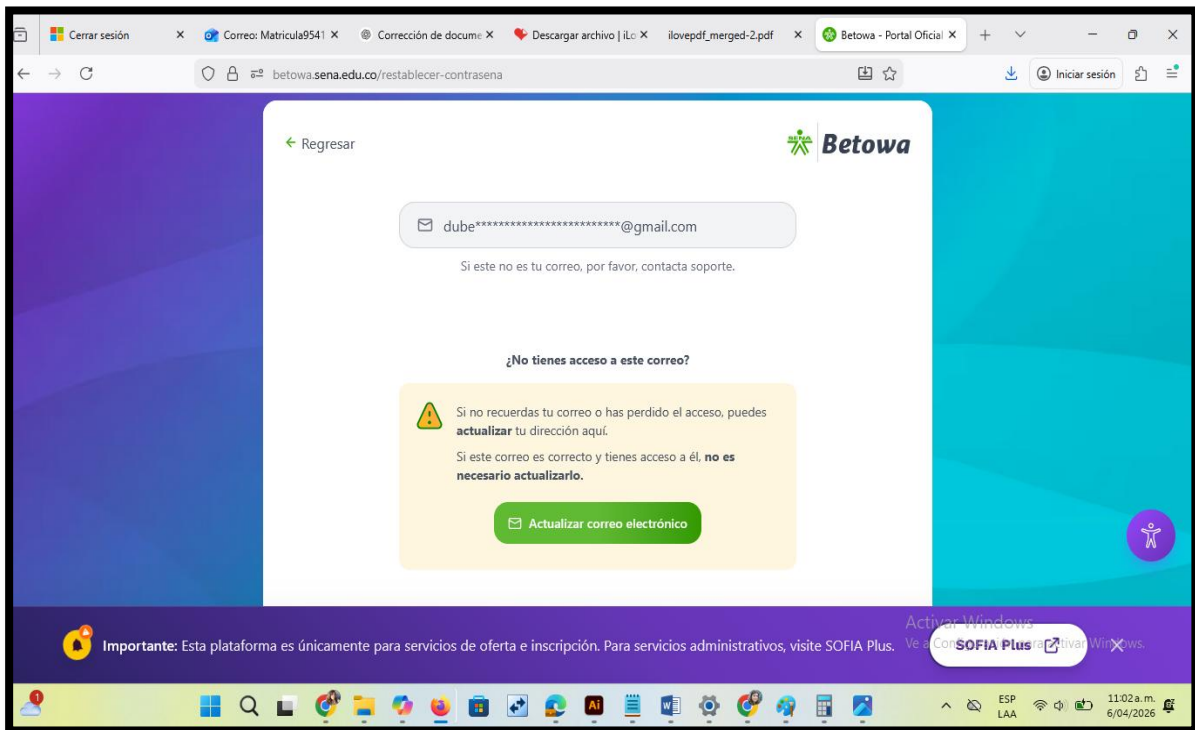 Cerrar sesión
Correo: Matricula9541
Corrección de docume
Descargar archivo | iLo
ilovepdf_merged-2.pdf
Betowa - Portal Oficial
betowa.sena.edu.co/restablecer-contrasena
Iniciar sesión
Regresar
SENA
Betowa
dube*************************@gmail.com
Si este no es tu correo, por favor, contacta soporte.
¿No tienes acceso a este correo?
Si no recuerdas tu correo o has perdido el acceso, puedes
actualizar tu dirección aquí.
Si este correo es correcto y tienes acceso a él, no es
necesario actualizarlo.
Actualizar correo electrónico
Activar Windows
Importante: Esta plataforma es únicamente para servicios de oferta e inscripción. Para servicios administrativos, visite SOFIA Plus.
Ve a
SOFIA Plus
Windows.
Ai
ESP
LAA
11:02 a. m.
6/04/2026